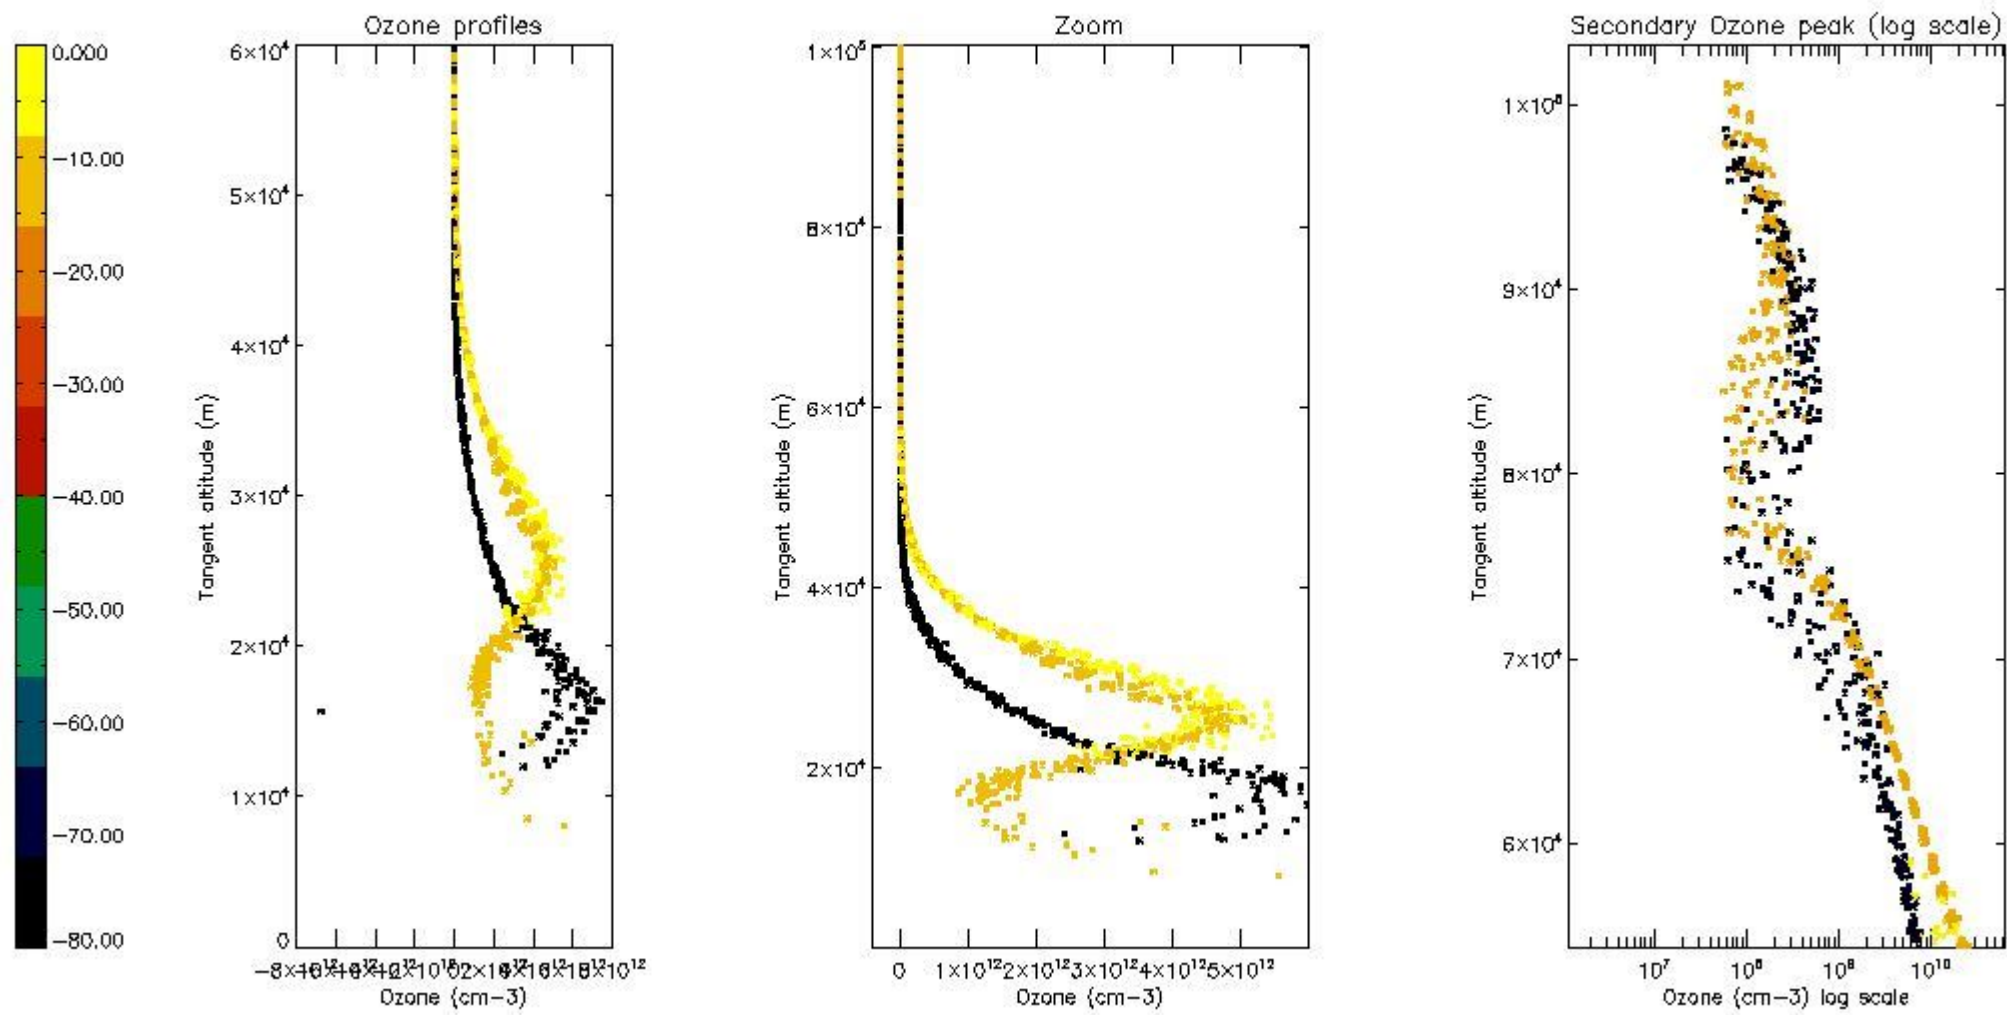 Ozone profiles
Zoom
Secondary Ozone peak (log scale)
0.000
−10.00
−20.00
−30.00
−40.00
−50.00
−60.00
−70.00
−80.00
6×10⁴
5×10⁴
4×10⁴
3×10⁴
2×10⁴
1×10⁴
0
Tangent altitude (m)
Ozone (cm−3)
1×10⁵
8×10⁴
6×10⁴
4×10⁴
2×10⁴
Tangent altitude (m)
0 1×10¹² 2×10¹² 3×10¹² 4×10¹² 5×10¹²
Ozone (cm−3)
9×10⁴
8×10⁴
7×10⁴
6×10⁴
Tangent altitude (m)
10⁷ 10⁸ 10⁹ 10¹⁰
Ozone (cm−3) log scale